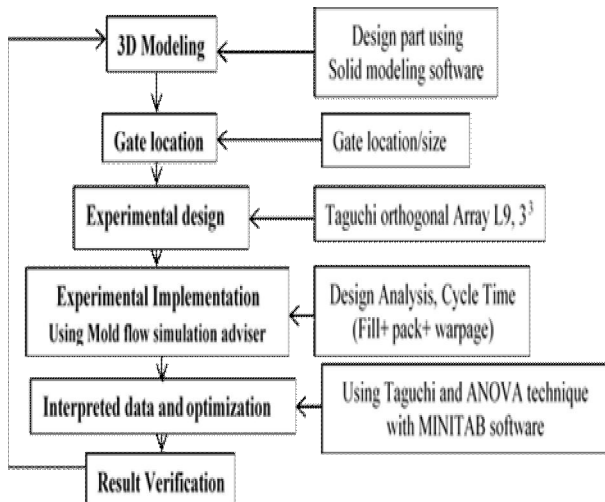 3D Modeling
Design part using
Solid modeling software
Gate location
Gate location/size
Experimental design
Taguchi orthogonal Array L9, 3³
Experimental Implementation
Using Mold flow simulation adviser
Design Analysis, Cycle Time
(Fill+ pack+ warpage)
Interpreted data and optimization
Using Taguchi and ANOVA technique
with MINITAB software
Result Verification